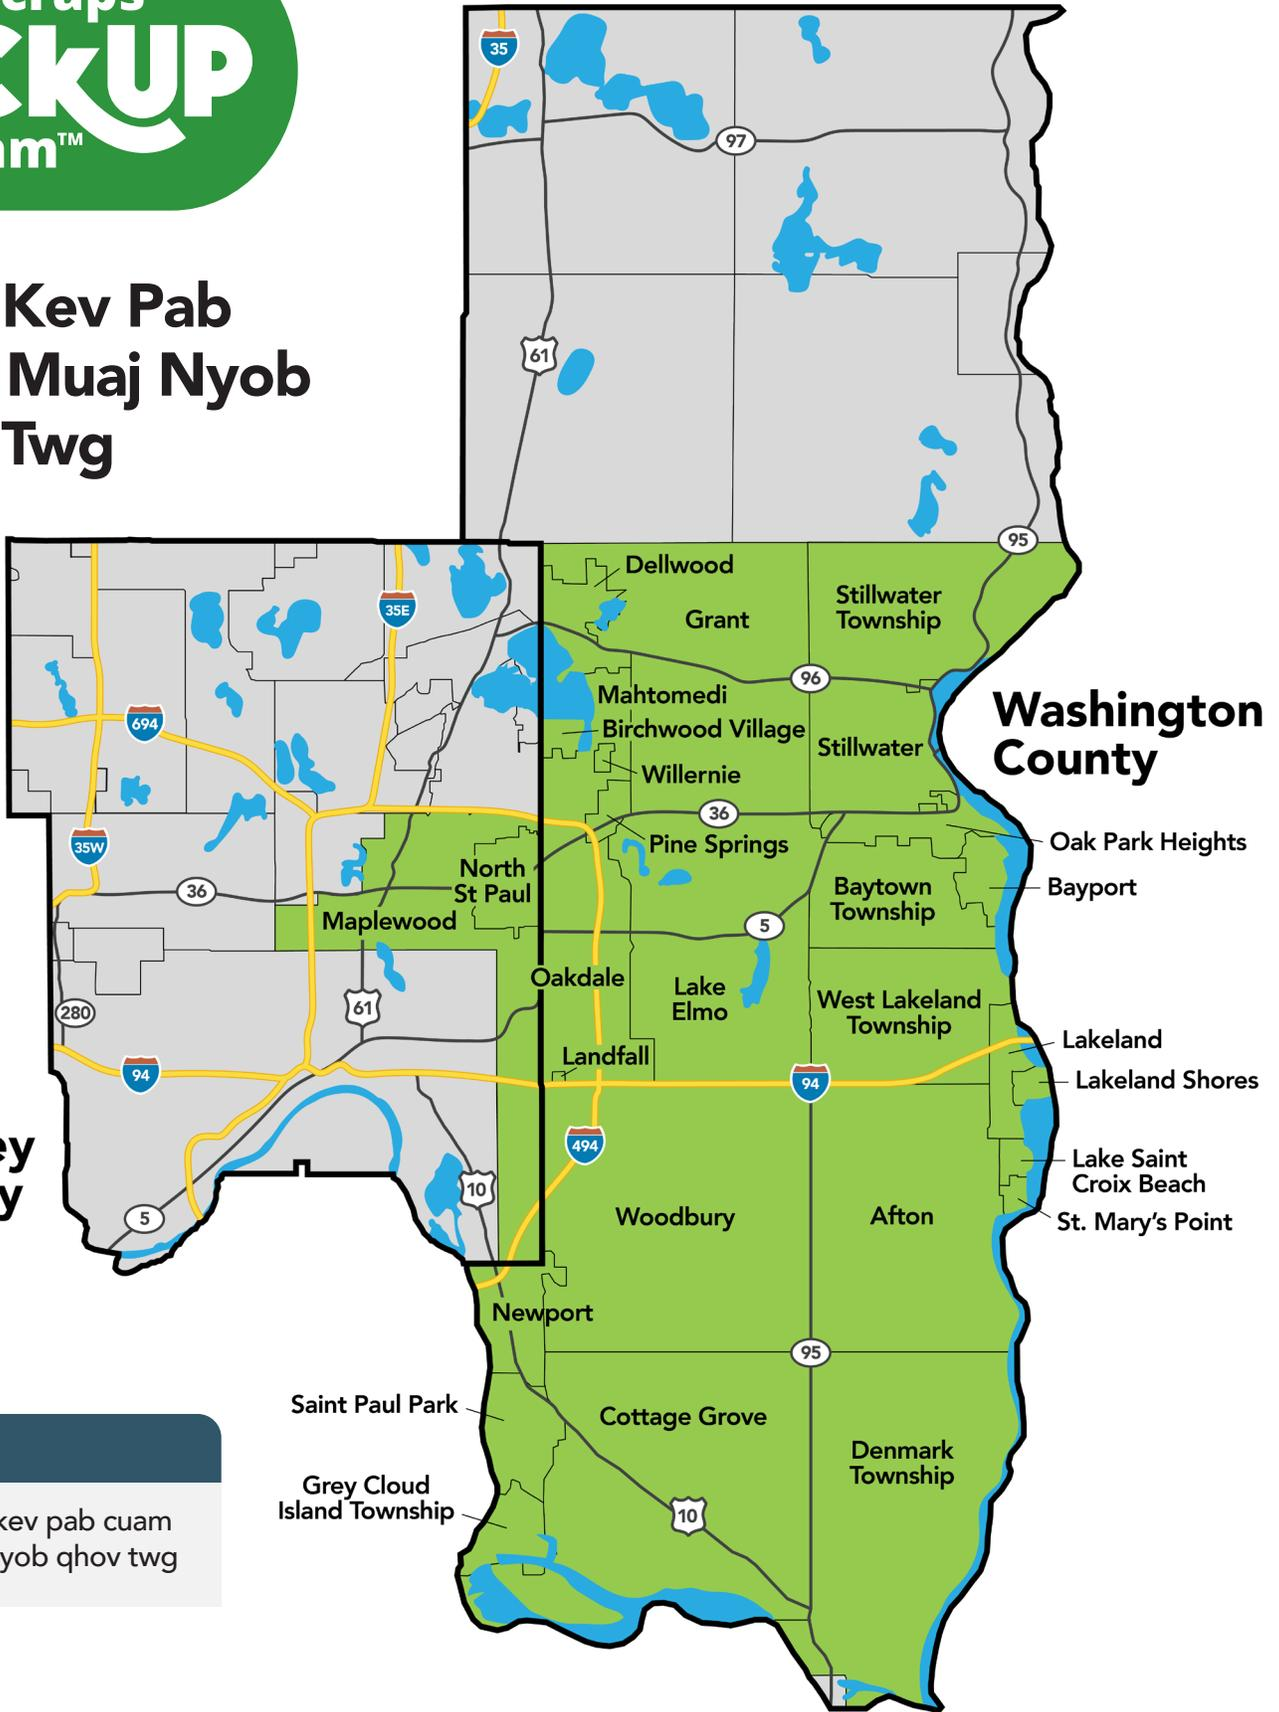 CKUP
TM
Kev Pab
Muaj Nyob
Twg
35
97
61
95
Dellwood
Grant
Stillwater
Township
35E
96
Mahtomedi
Birchwood Village
Stillwater
Washington
County
694
Willernie
36
Pine Springs
Oak Park Heights
35W
North
St Paul
Baytown
Township
Bayport
36
Maplewood
5
Oakdale
Lake
Elmo
West Lakeland
Township
280
61
Lakeland
Landfall
94
94
Lakeland Shores
494
Lake Saint
Croix Beach
10
5
Woodbury
Afton
St. Mary's Point
Newport
95
Saint Paul Park
Cottage Grove
Denmark
Township
Grey Cloud
Island Township
10
kev pab cuam
yob qhov twg